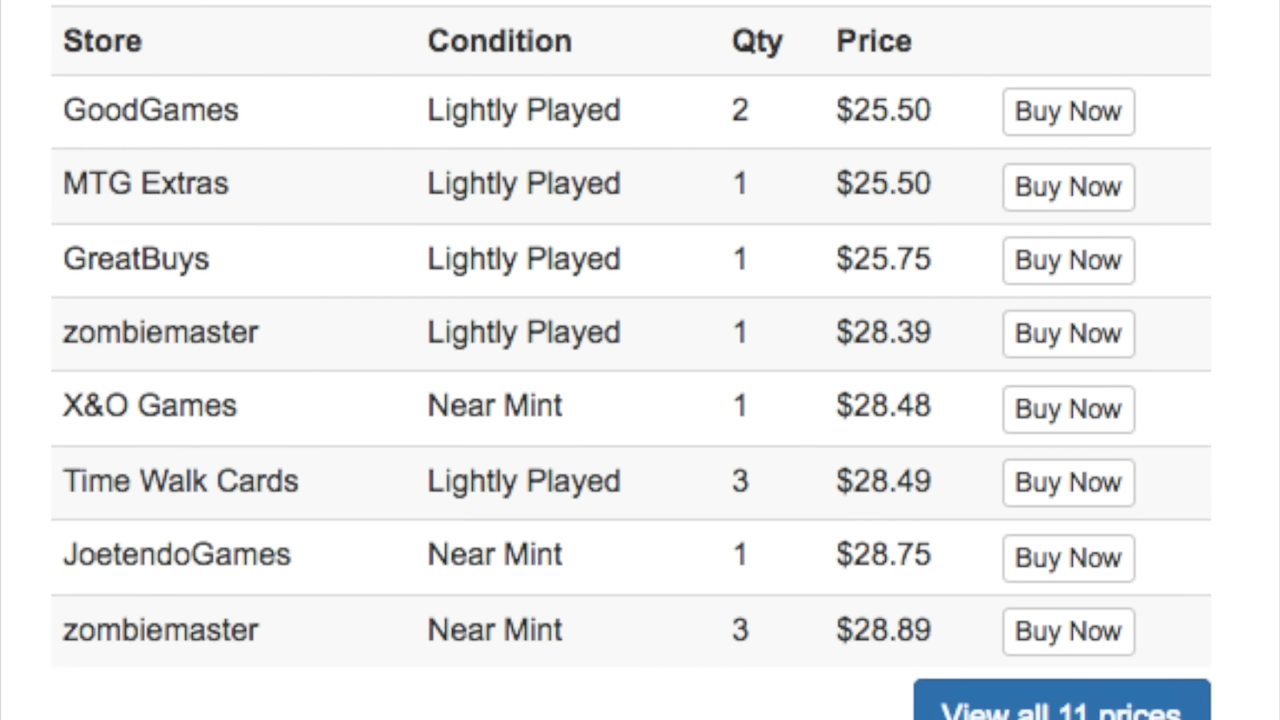 Store Condition Qty Price
GoodGames Lightly Played 2 $25.50 Buy Now
MTG Extras Lightly Played 1 $25.50 Buy Now
GreatBuys Lightly Played 1 $25.75 Buy Now
zombiemaster Lightly Played 1 $28.39 Buy Now
X&O Games Near Mint 1 $28.48 Buy Now
Time Walk Cards Lightly Played 3 $28.49 Buy Now
JoetendoGames Near Mint 1 $28.75 Buy Now
zombiemaster Near Mint 3 $28.89 Buy Now
View all 11 prices